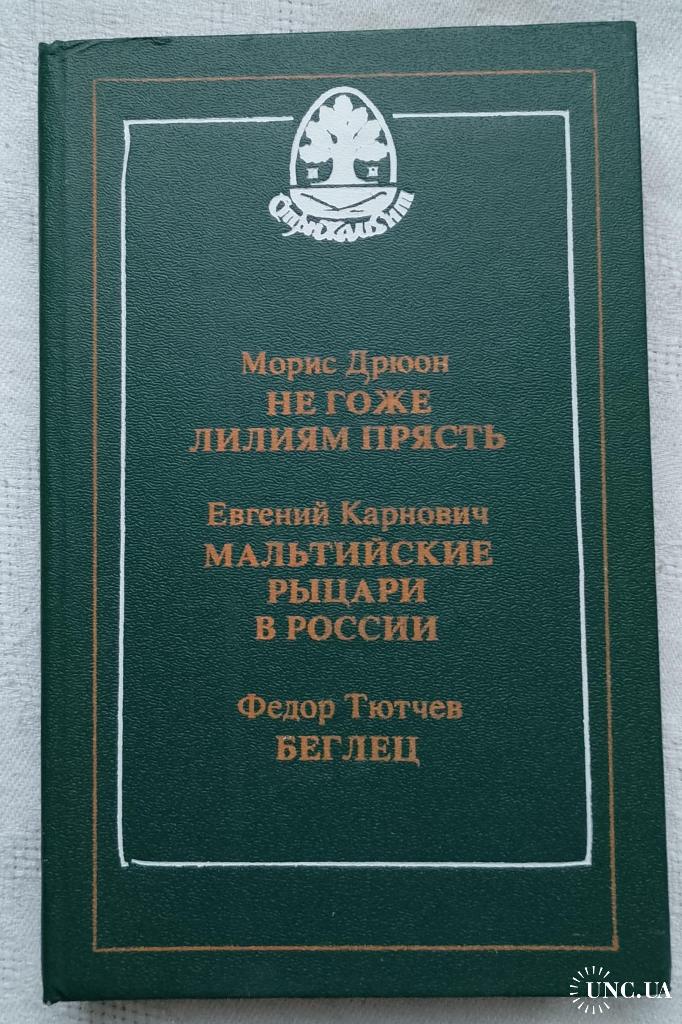 Морис Дрюон
НЕ ГОЖЕ
ЛИЛИЯМ ПРЯСТЬ
Евгений Карнович
МАЛЬТИЙСКИЕ
РЫЦАРИ
В РОССИИ
Федор Тютчев
БЕГЛЕЦ
UNC.UA